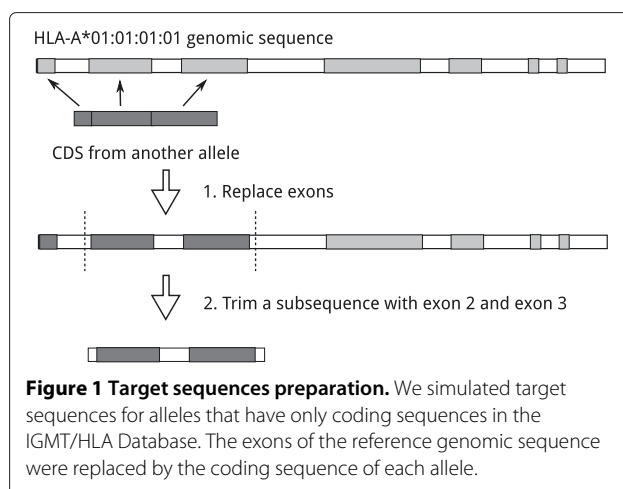 HLA-A*01:01:01:01 genomic sequence
CDS from another allele
1. Replace exons
2. Trim a subsequence with exon 2 and exon 3
Figure 1 Target sequences preparation. We simulated target
sequences for alleles that have only coding sequences in the
IGMT/HLA Database. The exons of the reference genomic sequence
were replaced by the coding sequence of each allele.